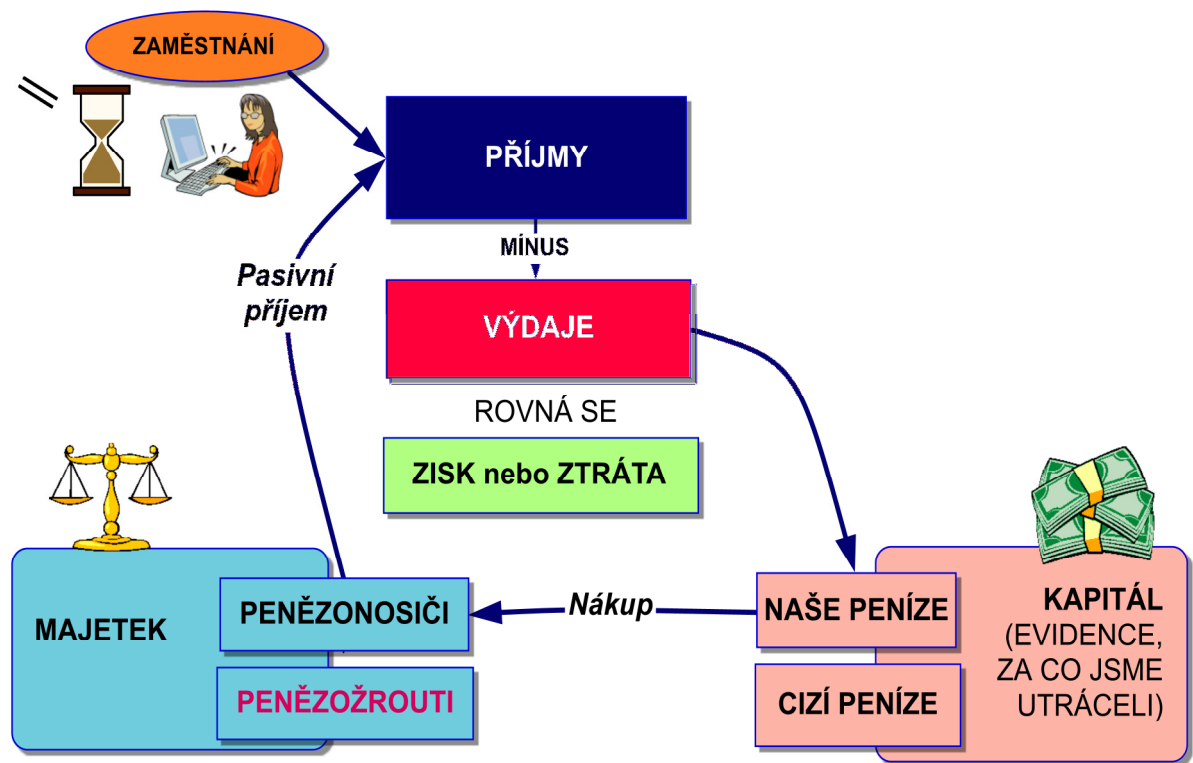 ZAMĚSTNÁNÍ
PŘÍJMY
MÍNUS
Pasivní
příjem
VÝDAJE
ROVNÁ SE
ZISK nebo ZTRÁTA
MAJETEK
PENĚZONOSIČI
PENĚZOŽROUTI
Nákup
NAŠE PENÍZE
CIZÍ PENÍZE
KAPITÁL
(EVIDENCE,
ZA CO JSME
UTRÁCELI)